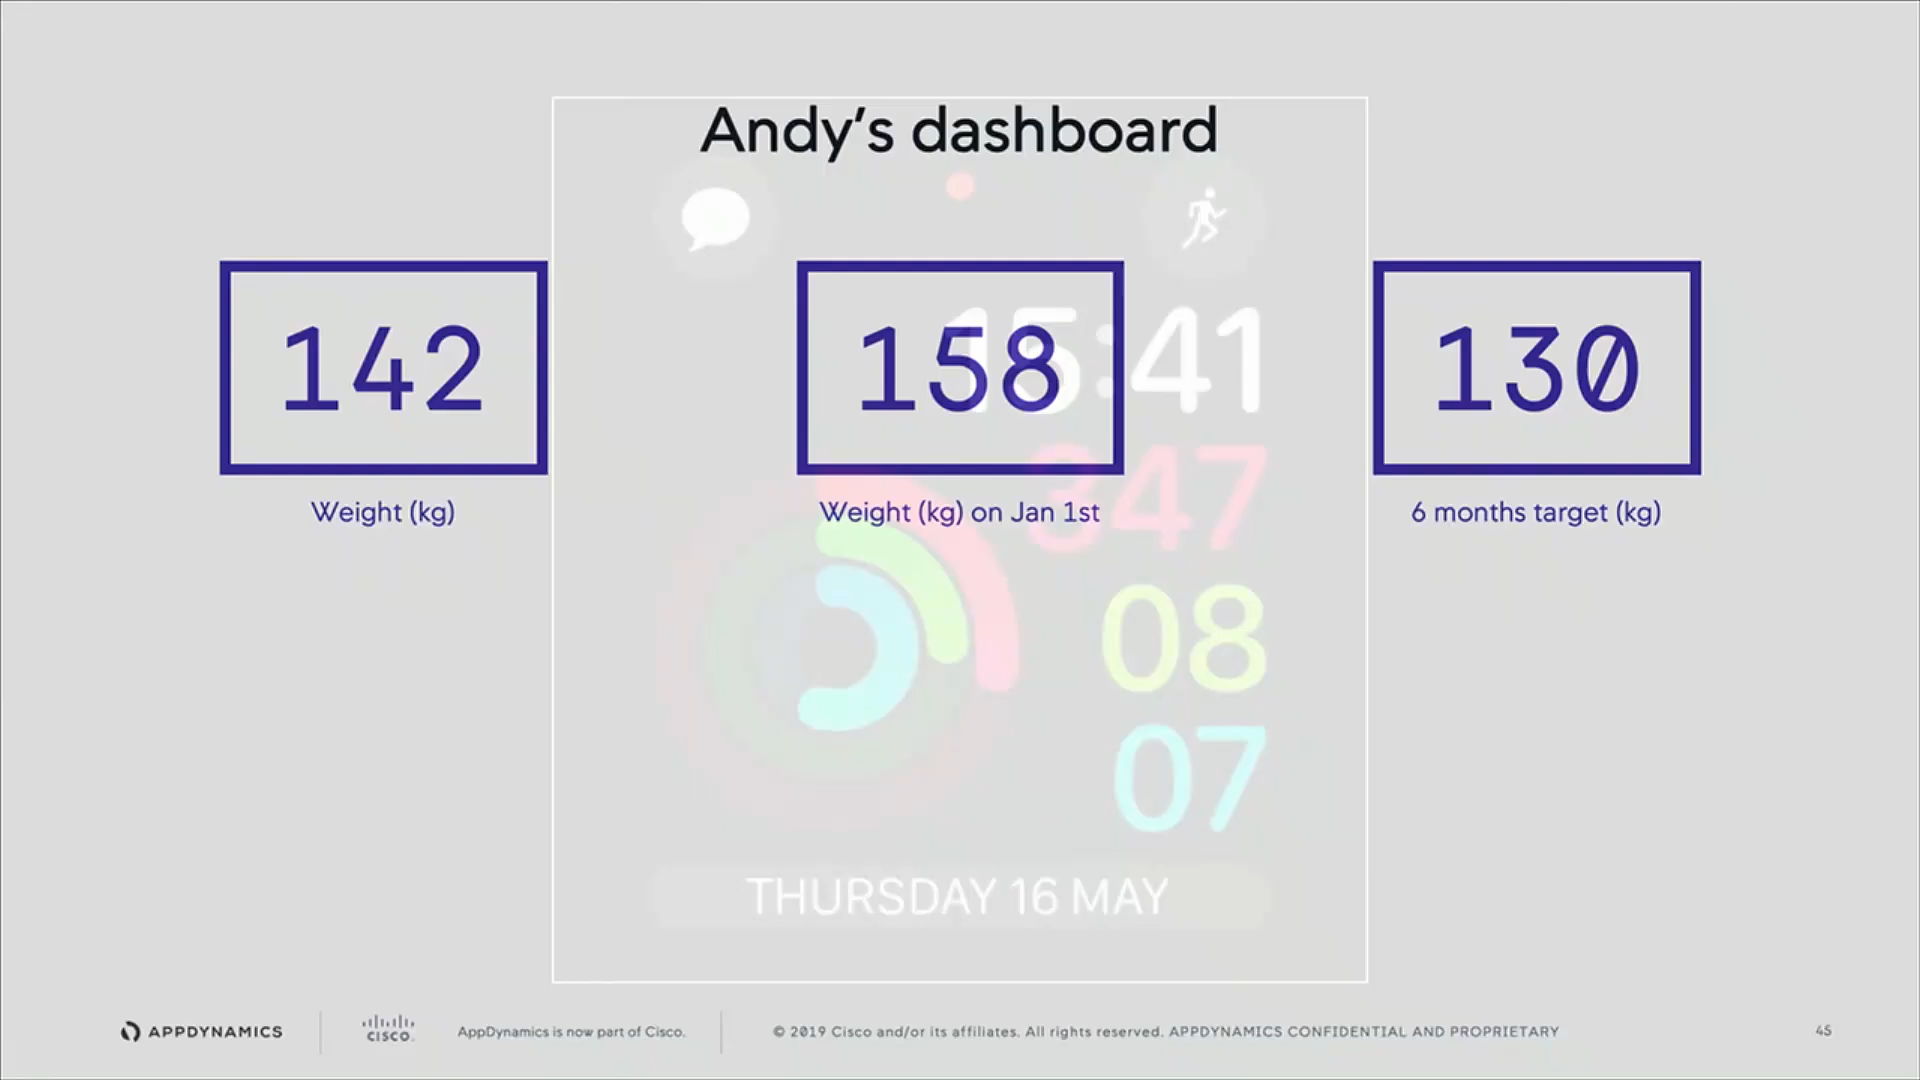 Andy's dashboard
142
158
130
15:41
Weight (kg)
Weight (kg) on Jan 1st
6 months target (kg)
347
08
07
THURSDAY 16 MAY
APPDYNAMICS
CISCO
AppDynamics is now part of Cisco.
© 2019 Cisco and/or its affiliates. All rights reserved. APPDYNAMICS CONFIDENTIAL AND PROPRIETARY
45